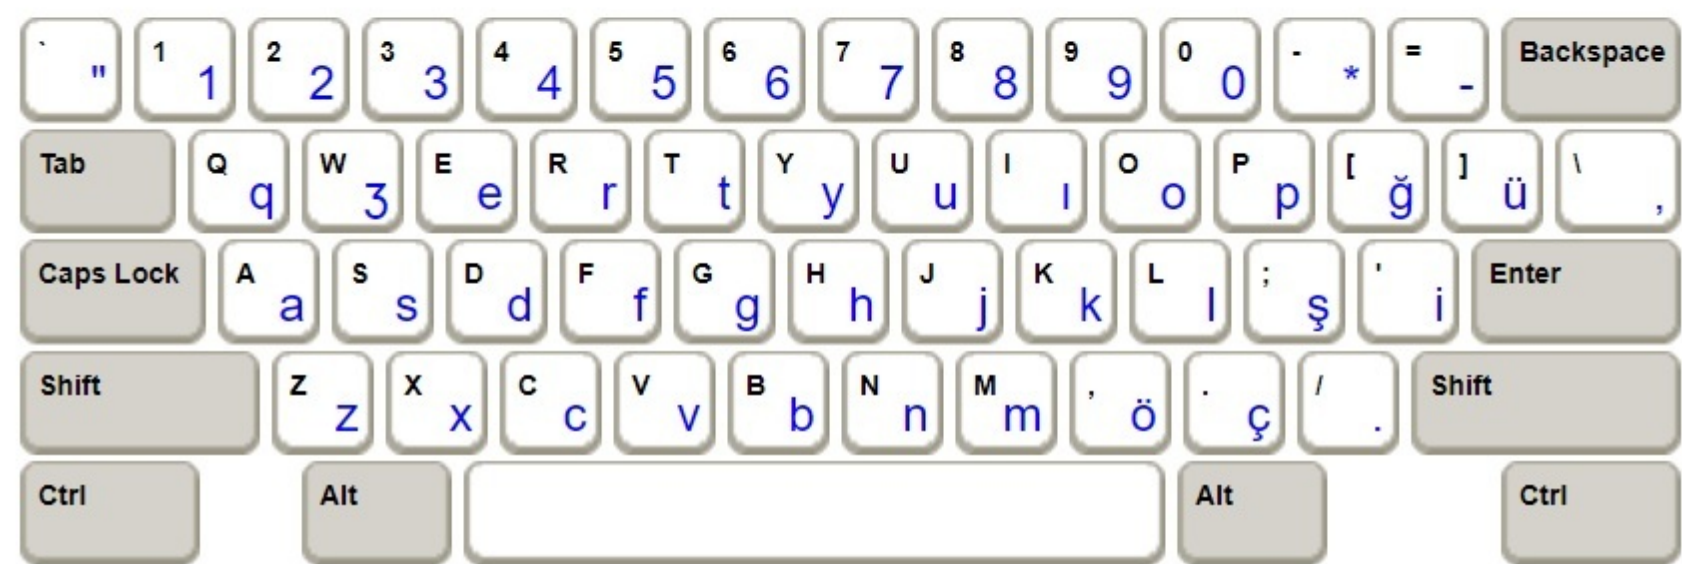 ` " 1 1 2 2 3 3 4 4 5 5 6 6 7 7 8 8 9 9 0 0 - * = - Backspace
Tab Q q W ʒ E e R r T t Y y U u I ı O o P p [ ğ ] ü \ ,
Caps Lock A a S s D d F f G g H h J j K k L l ; ş ' i Enter
Shift Z z X x C c V v B b N n M m , ö . ç / . Shift
Ctrl Alt Alt Ctrl